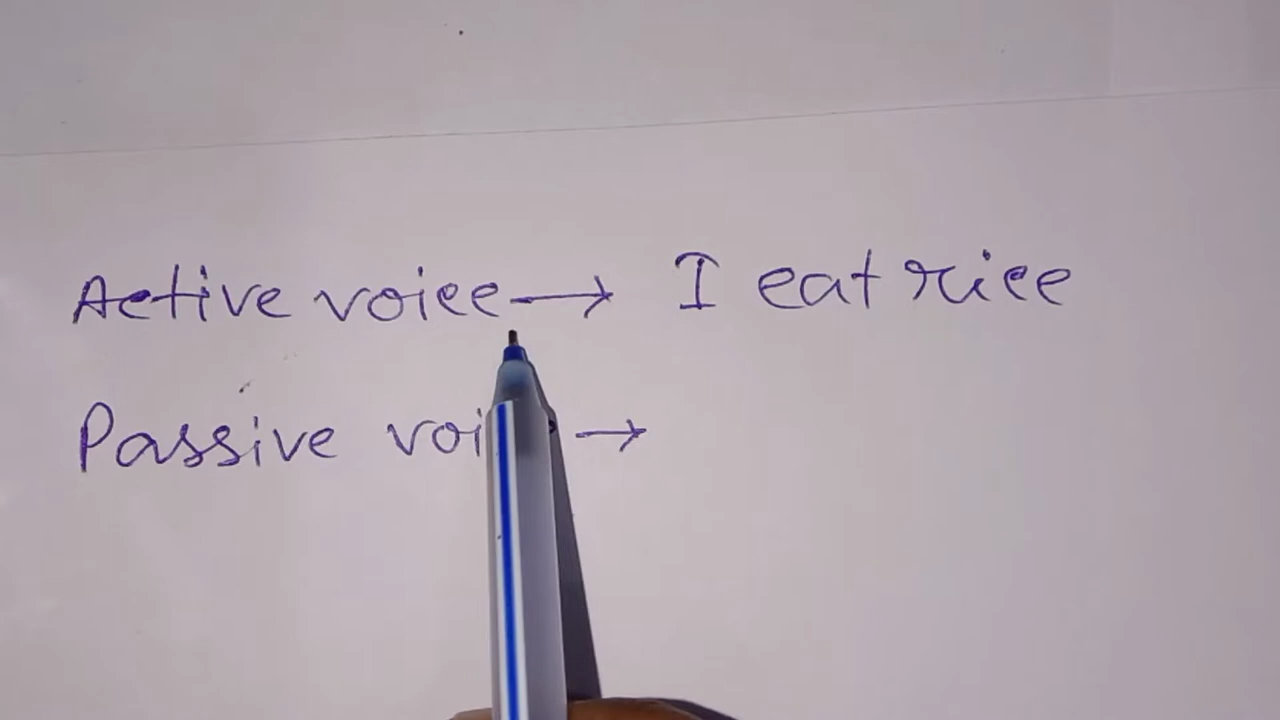 Active voice → I eat rice
Passive voi →